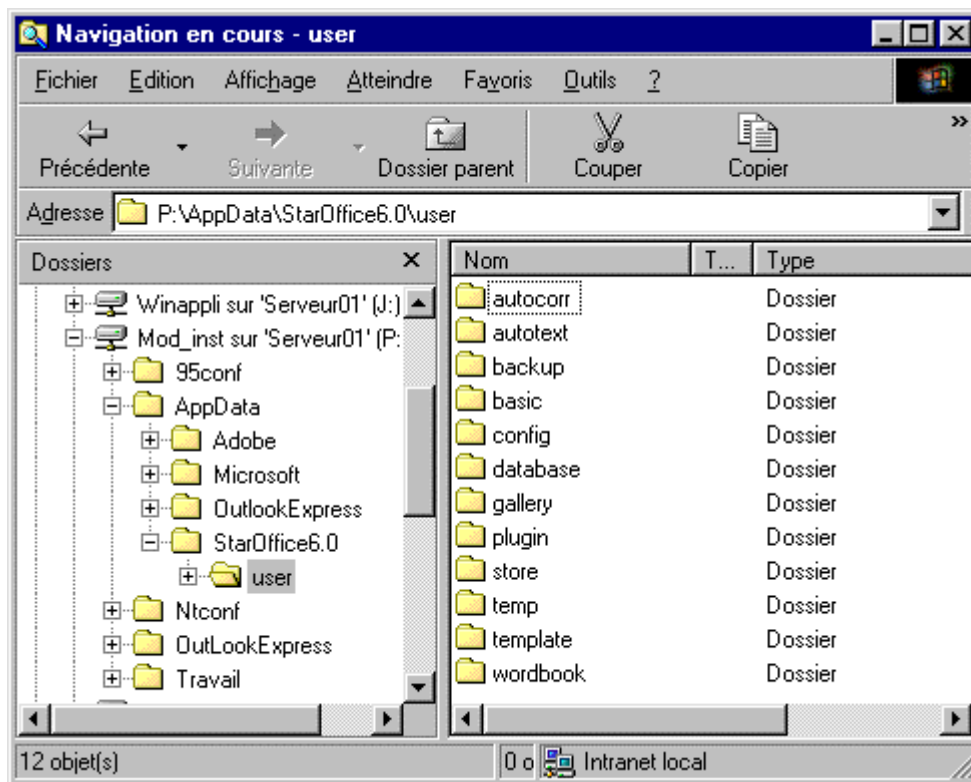 Navigation en cours - user
Fichier Edition Affichage Atteindre Favoris Outils ?
Précédente Suivante Dossier parent Couper Copier »
Adresse P:\AppData\StarOffice6.0\user
Dossiers
Winappli sur 'Serveur01' (J:)
Mod_inst sur 'Serveur01' (P:
95conf
AppData
Adobe
Microsoft
OutlookExpress
StarOffice6.0
user
Ntconf
OutLookExpress
Travail
Nom T... Type
autocorr Dossier
autotext Dossier
backup Dossier
basic Dossier
config Dossier
database Dossier
gallery Dossier
plugin Dossier
store Dossier
temp Dossier
template Dossier
wordbook Dossier
12 objet(s) 0 o Intranet local